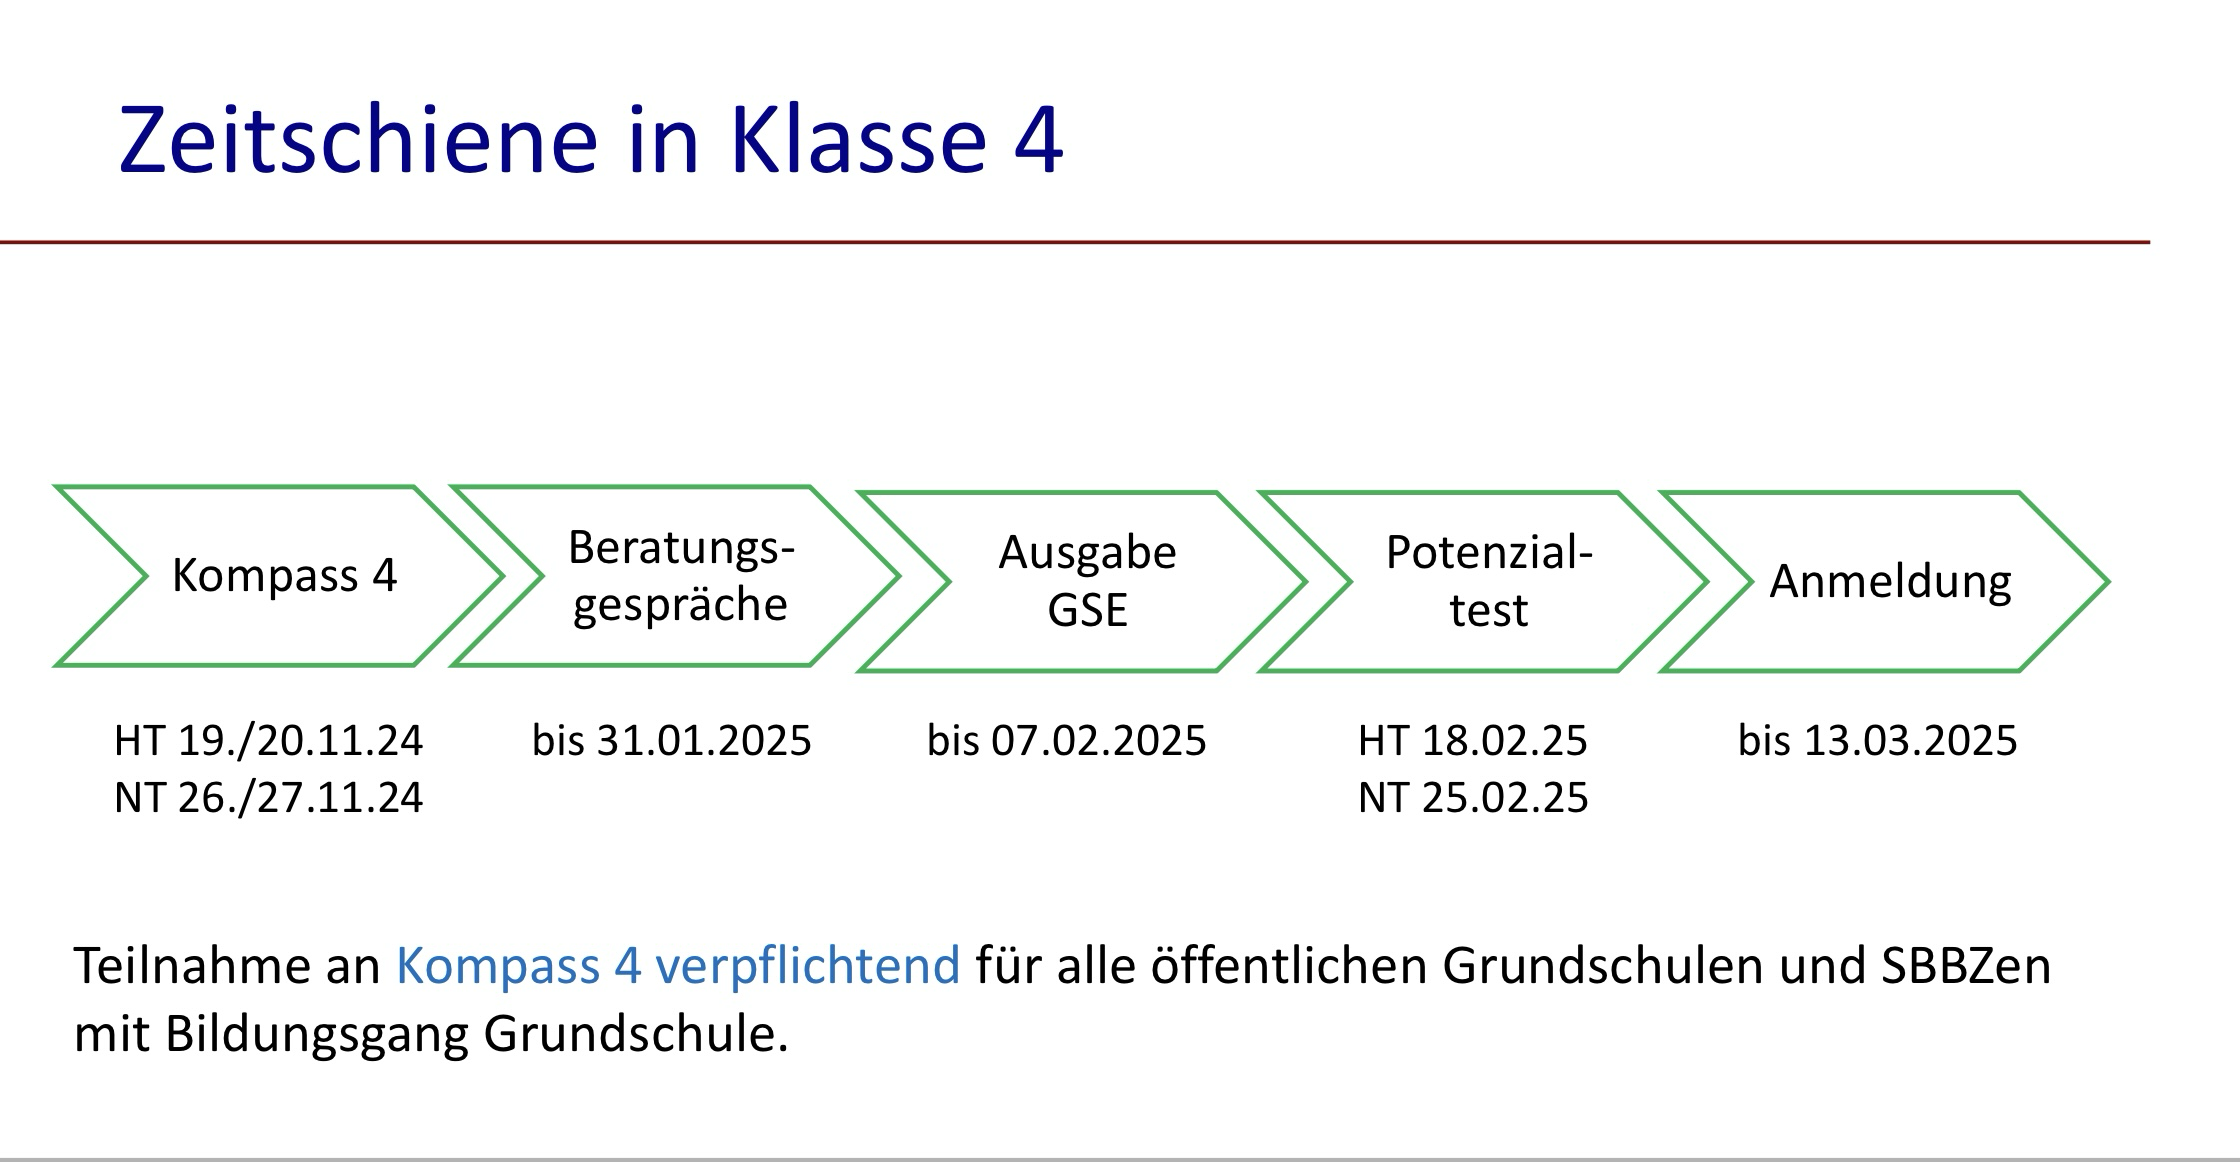 Zeitschiene in Klasse 4
Kompass 4
Beratungs-
gespräche
Ausgabe
GSE
Potenzial-
test
Anmeldung
HT 19./20.11.24
NT 26./27.11.24
bis 31.01.2025
bis 07.02.2025
HT 18.02.25
NT 25.02.25
bis 13.03.2025
Teilnahme an Kompass 4 verpflichtend für alle öffentlichen Grundschulen und SBBZen
mit Bildungsgang Grundschule.